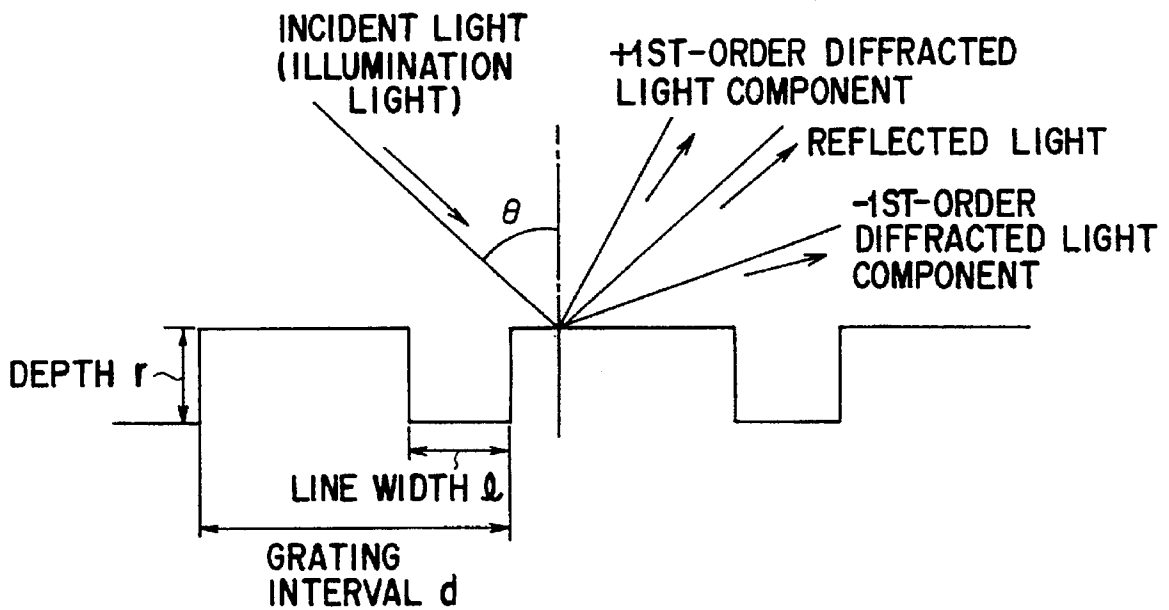 INCIDENT LIGHT
(ILLUMINATION
LIGHT)
+1ST-ORDER DIFFRACTED
LIGHT COMPONENT
REFLECTED LIGHT
-1ST-ORDER
DIFFRACTED LIGHT
COMPONENT
θ
DEPTH r
LINE WIDTH ℓ
GRATING
INTERVAL d